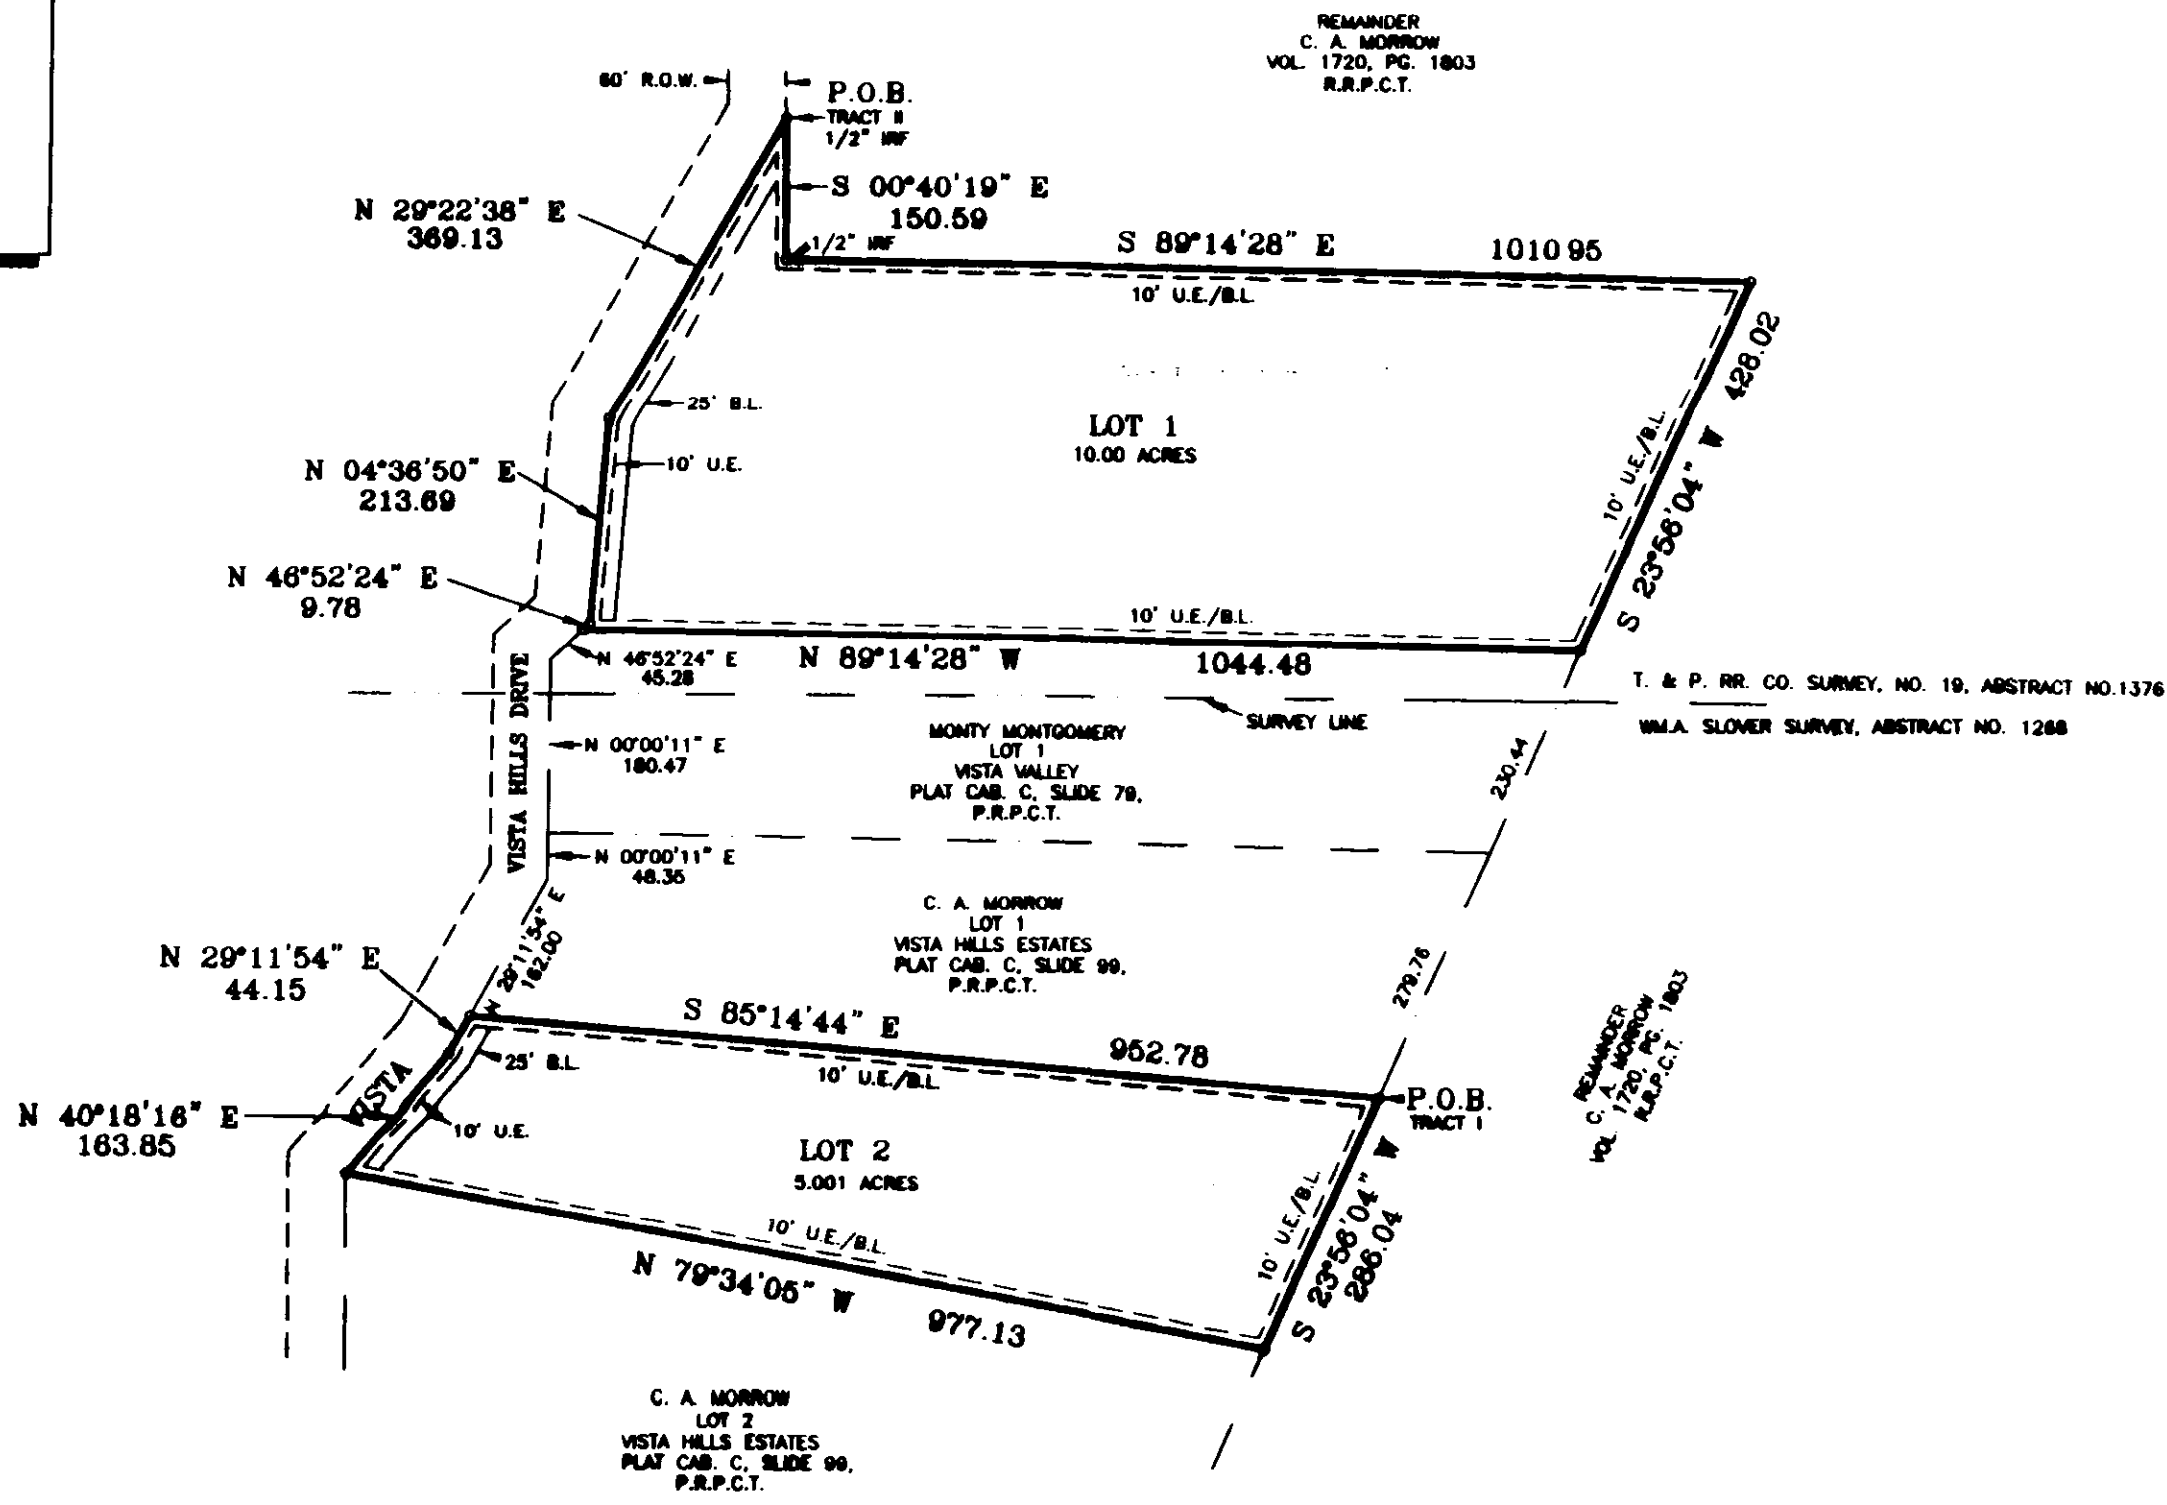 REMAINDER
C. A. MORROW
VOL. 1720, PG. 1803
R.R.P.C.T.
60' R.O.W.
P.O.B.
TRACT II
1/2" IRF
S 00°40'19" E
150.59
1/2" IRF
N 29°22'38" E
369.13
S 89°14'28" E 1010.95
10' U.E./B.L.
428.02
S 23°56'04" W
10' U.E./B.L.
25' B.L.
LOT 1
10.00 ACRES
10' U.E.
N 04°36'50" E
213.69
N 46°52'24" E
9.78
10' U.E./B.L.
N 46°52'24" E
45.28
N 89°14'28" W 1044.48
T. & P. RR. CO. SURVEY, NO. 19, ABSTRACT NO.1376
SURVEY LINE
WM.A. SLOVER SURVEY, ABSTRACT NO. 1268
VISTA HILLS DRIVE
N 00°00'11" E
180.47
MONTY MONTGOMERY
LOT 1
VISTA VALLEY
PLAT CAB. C, SLIDE 79,
P.R.P.C.T.
230.44
N 00°00'11" E
48.35
N 29°11'54" E
162.00
C. A. MORROW
LOT 1
VISTA HILLS ESTATES
PLAT CAB. C, SLIDE 99,
P.R.P.C.T.
279.76
N 29°11'54" E
44.15
S 85°14'44" E 952.78
10' U.E./B.L.
25' B.L.
REMAINDER
C. A. MORROW
VOL. 1720, PG. 1803
R.R.P.C.T.
P.O.B.
TRACT I
VISTA
N 40°18'16" E
163.85
10' U.E.
LOT 2
5.001 ACRES
10' U.E./B.L.
S 23°56'04" W
286.04
10' U.E./B.L.
N 79°34'05" W 977.13
C. A. MORROW
LOT 2
VISTA HILLS ESTATES
PLAT CAB. C, SLIDE 99,
P.R.P.C.T.